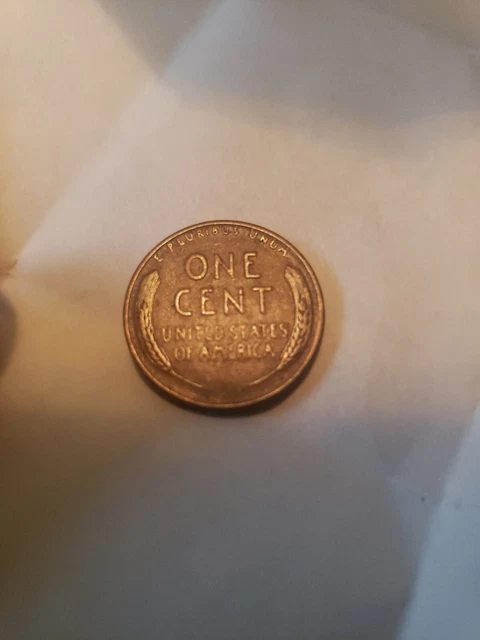 E PLURIBUS UNUM
ONE
CENT
UNITED STATES
OF AMERICA